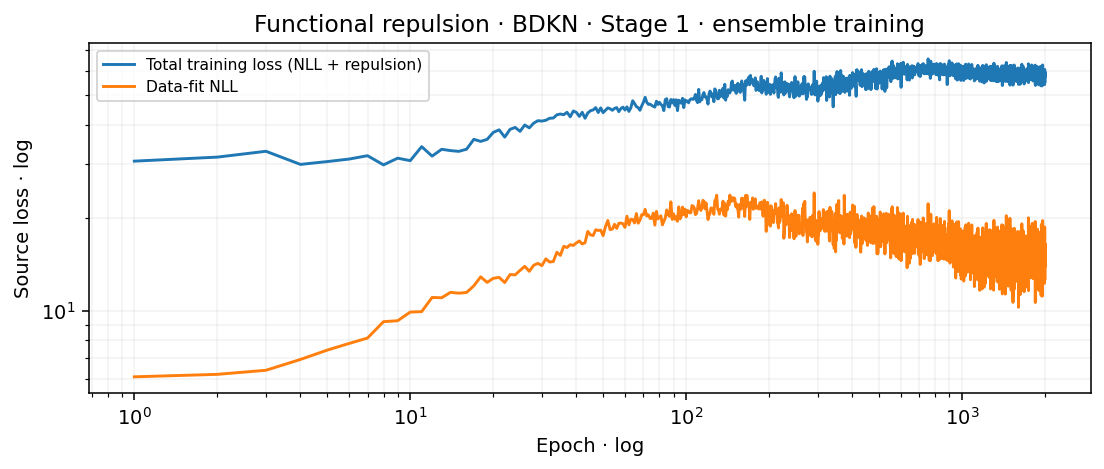 Functional repulsion · BDKN · Stage 1 · ensemble training
Total training loss (NLL + repulsion)
Data-fit NLL
Source loss · log
10¹
10⁰ 10¹ 10² 10³
Epoch · log